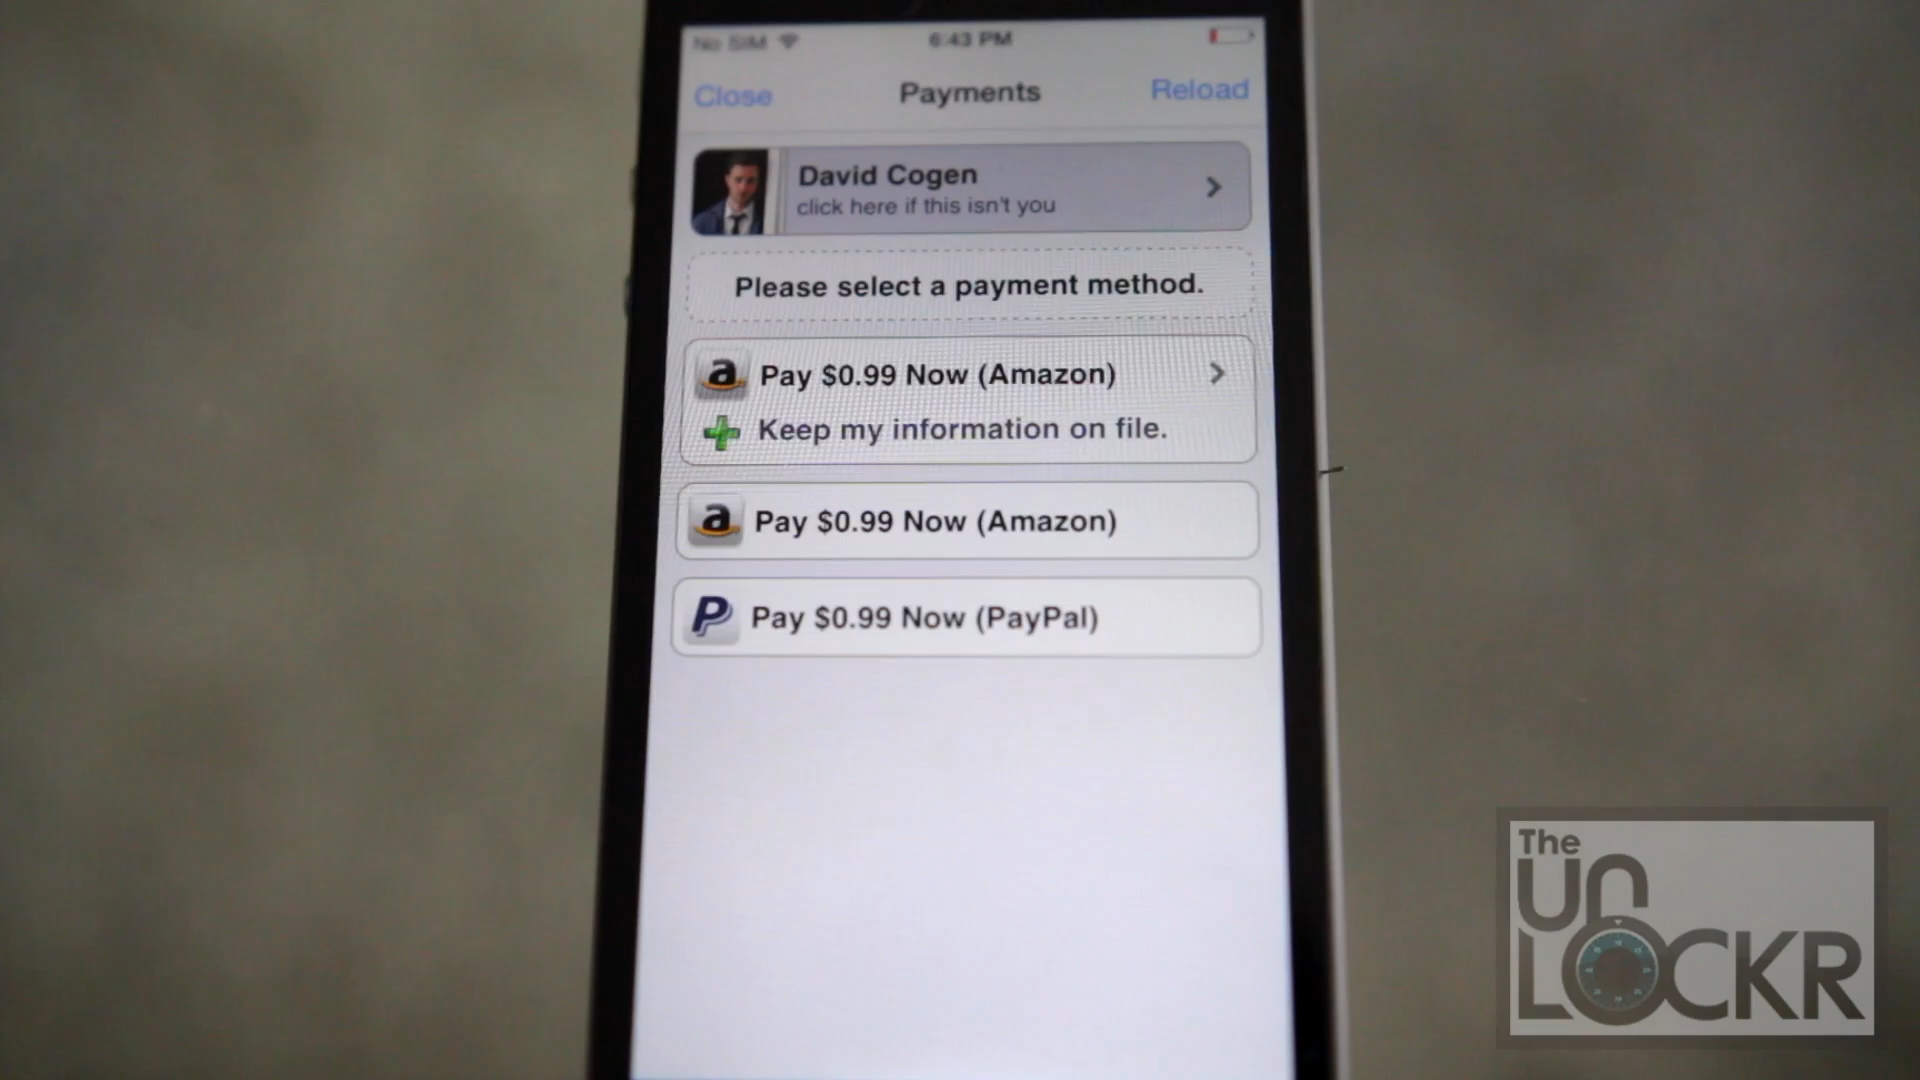 No SIM 6:43 PM
Close Payments Reload
David Cogen
click here if this isn't you
Please select a payment method.
a Pay $0.99 Now (Amazon)
Keep my information on file.
a Pay $0.99 Now (Amazon)
P Pay $0.99 Now (PayPal)
The
UnLOCKR